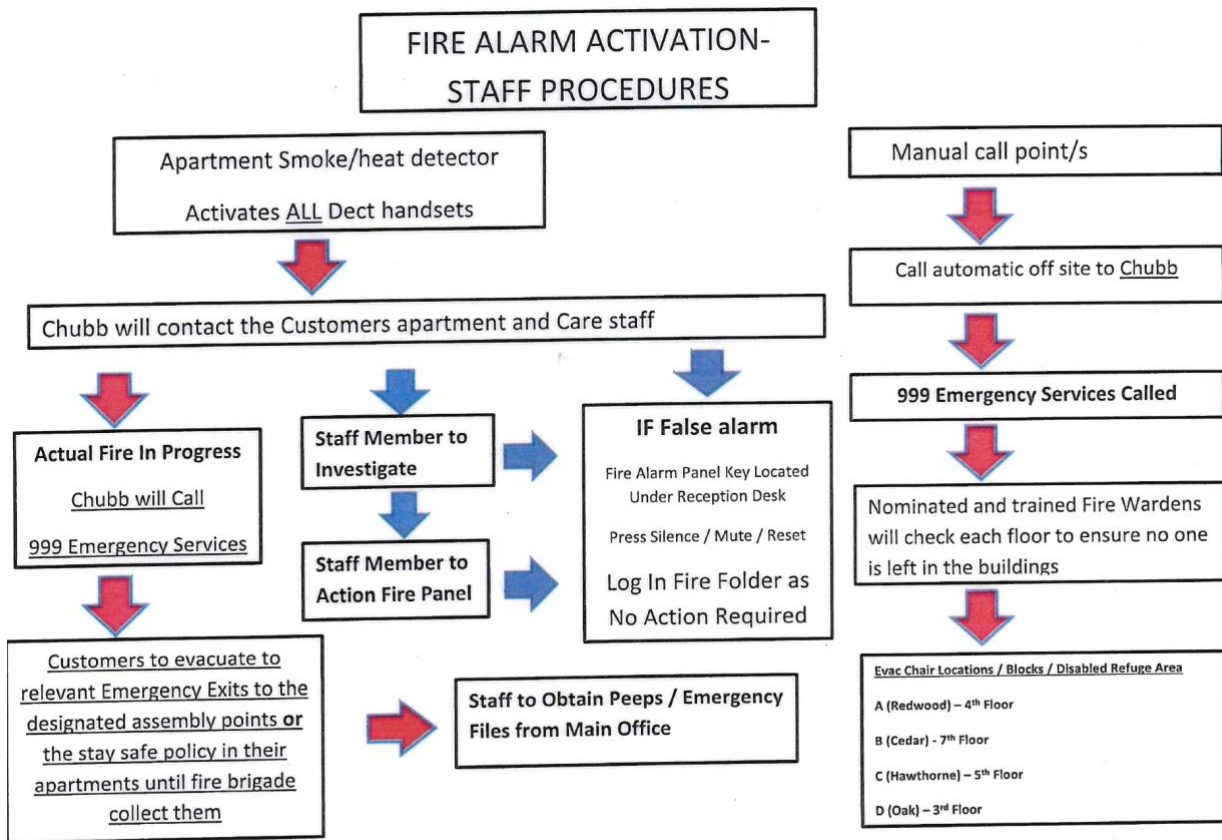 FIRE ALARM ACTIVATION-
STAFF PROCEDURES
Apartment Smoke/heat detector
Activates ALL Dect handsets
Chubb will contact the Customers apartment and Care staff
Actual Fire In Progress
Chubb will Call
999 Emergency Services
Customers to evacuate to
relevant Emergency Exits to the
designated assembly points or
the stay safe policy in their
apartments until fire brigade
collect them
Staff Member to
Investigate
Staff Member to
Action Fire Panel
IF False alarm
Fire Alarm Panel Key Located
Under Reception Desk
Press Silence / Mute / Reset
Log In Fire Folder as
No Action Required
Staff to Obtain Peeps / Emergency
Files from Main Office
Manual call point/s
Call automatic off site to Chubb
999 Emergency Services Called
Nominated and trained Fire Wardens
will check each floor to ensure no one
is left in the buildings
Evac Chair Locations / Blocks / Disabled Refuge Area
A (Redwood) – 4th Floor
B (Cedar) - 7th Floor
C (Hawthorne) – 5th Floor
D (Oak) – 3rd Floor